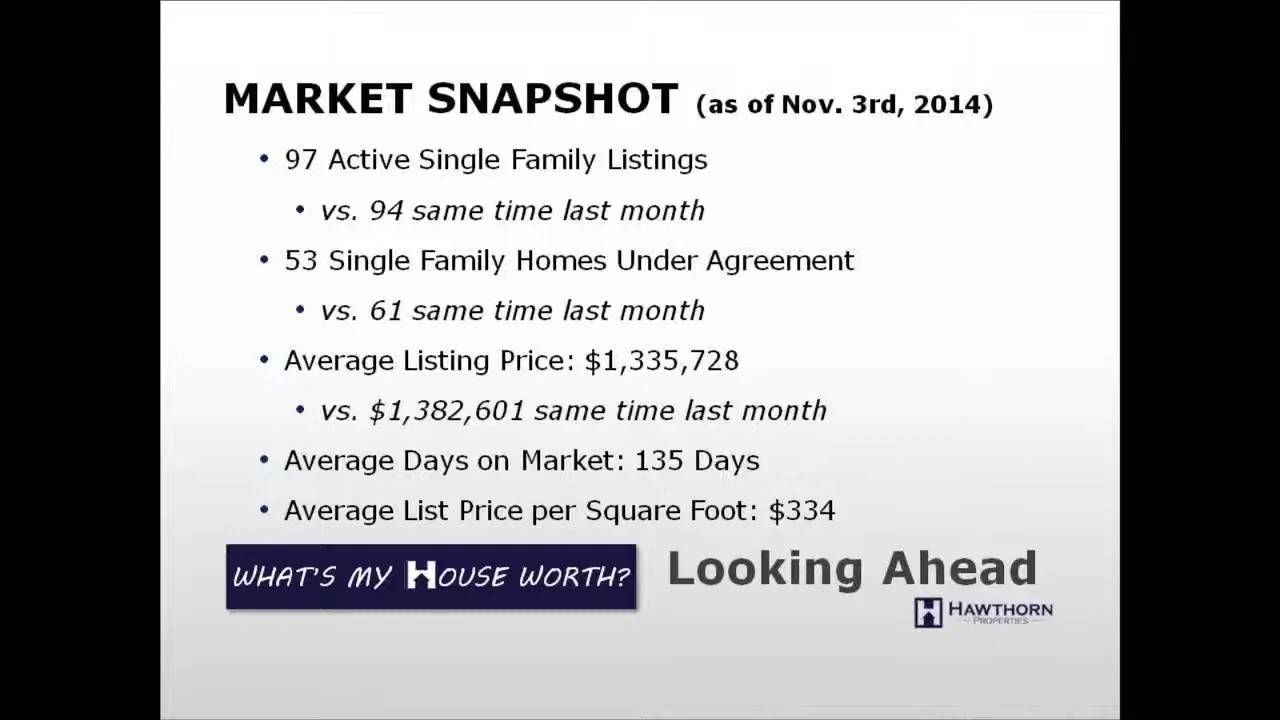 MARKET SNAPSHOT (as of Nov. 3rd, 2014)
• 97 Active Single Family Listings
• vs. 94 same time last month
• 53 Single Family Homes Under Agreement
• vs. 61 same time last month
• Average Listing Price: $1,335,728
• vs. $1,382,601 same time last month
• Average Days on Market: 135 Days
• Average List Price per Square Foot: $334
WHAT'S MY HOUSE WORTH?
Looking Ahead
HAWTHORN
PROPERTIES